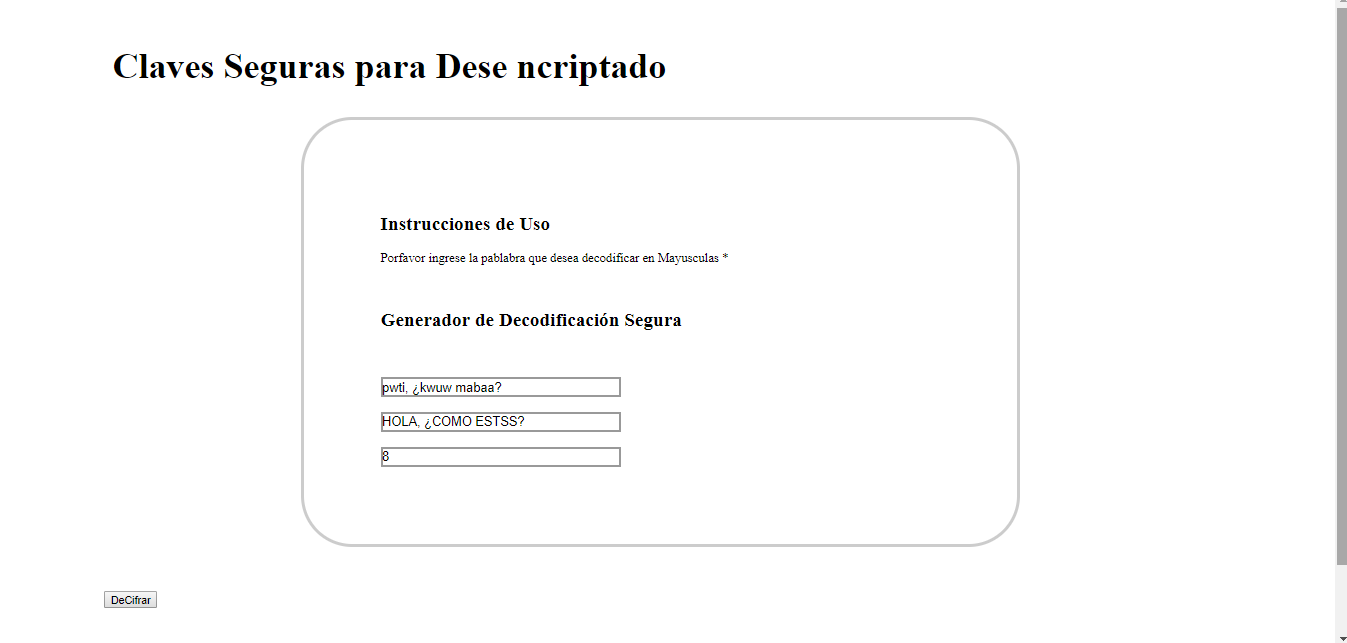 Claves Seguras para Dese ncriptado
Instrucciones de Uso
Porfavor ingrese la pablabra que desea decodificar en Mayusculas *
Generador de Decodificación Segura
pwti, ¿kwuw mabaa?
HOLA, ¿COMO ESTSS?
8
DeCifrar